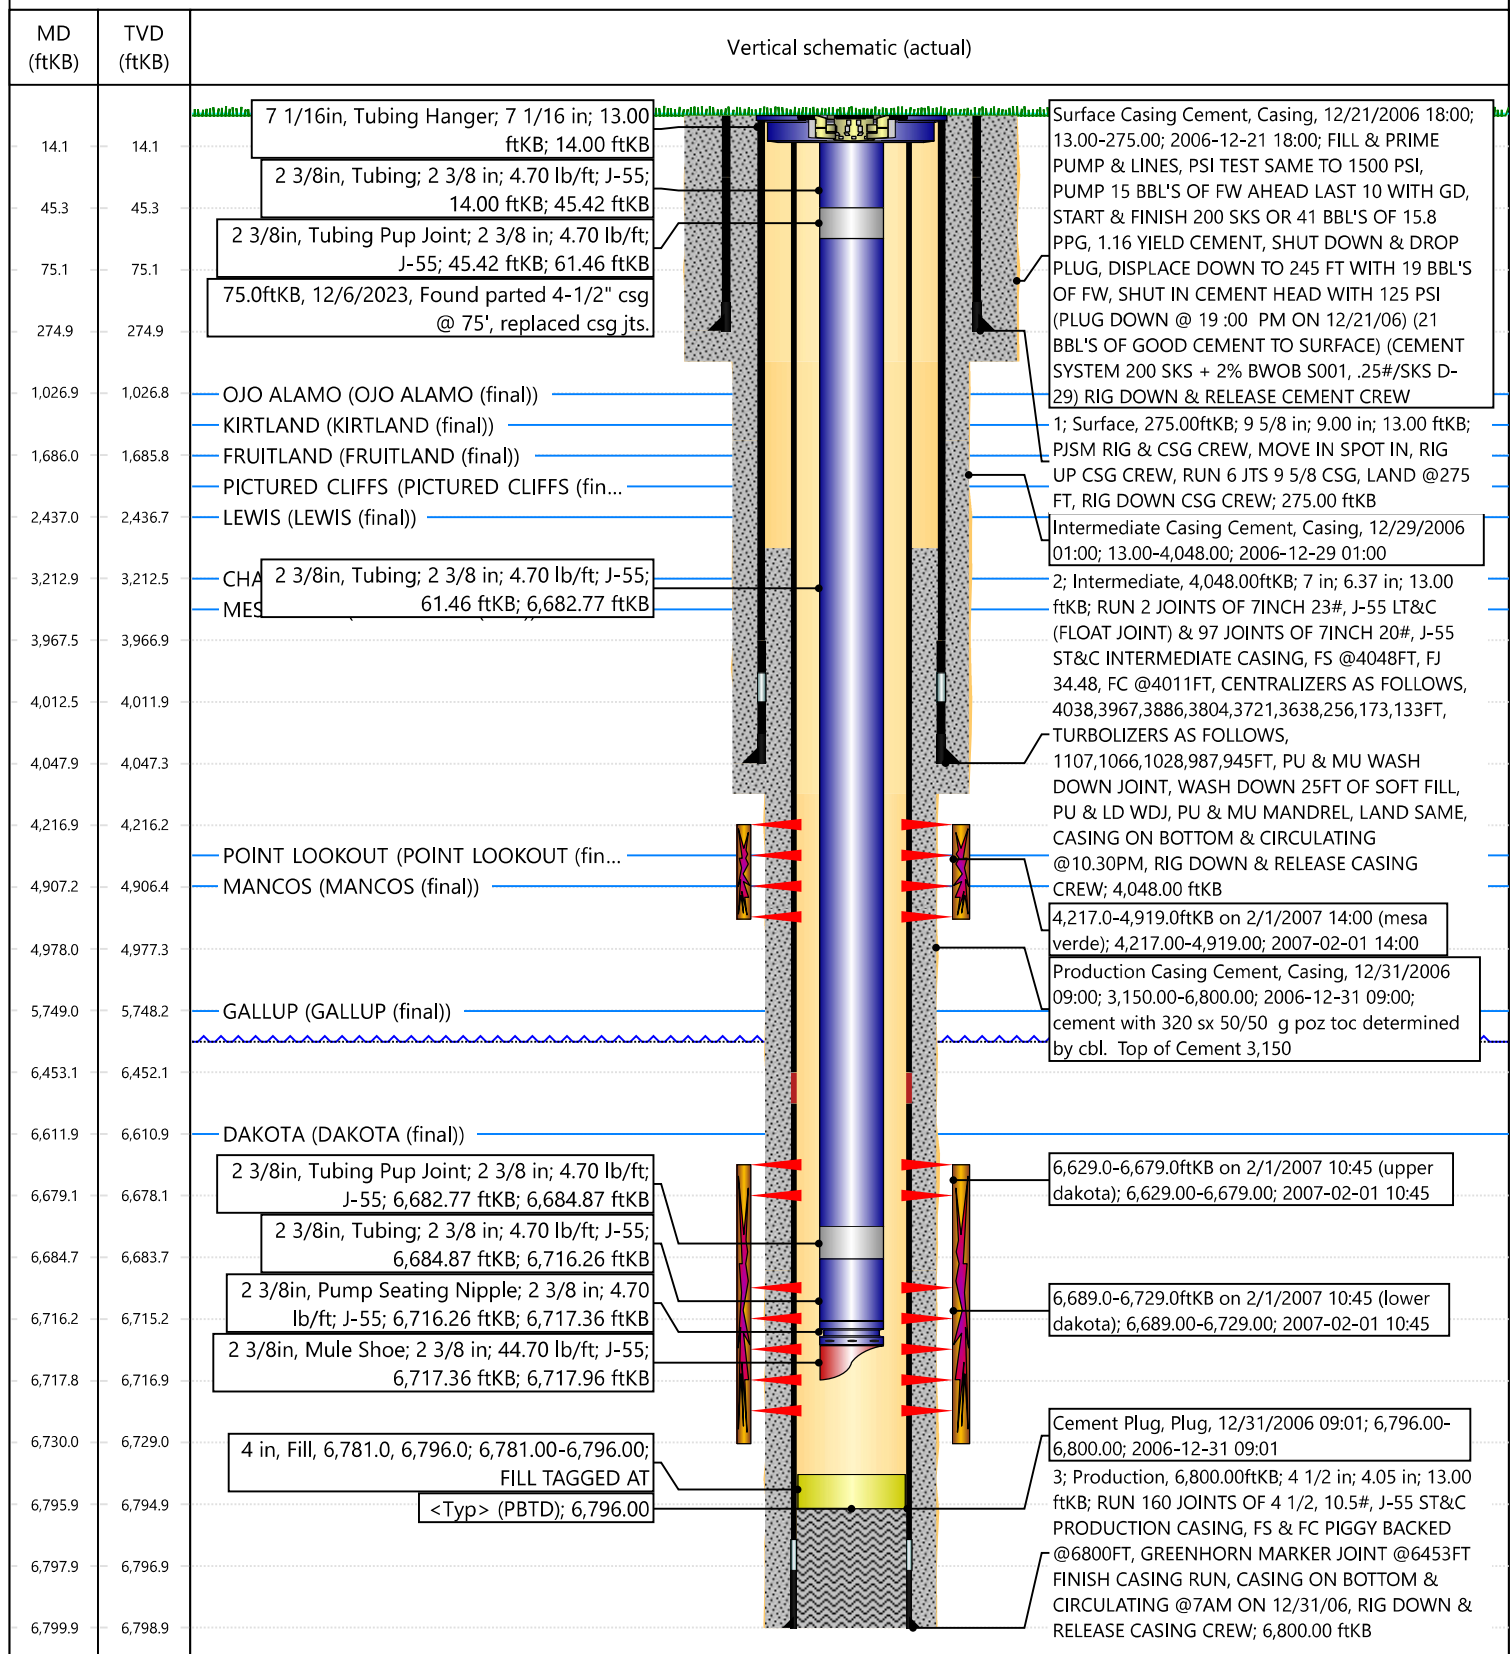 MD
(ftKB)
TVD
(ftKB)
Vertical schematic (actual)
14.1 14.1
45.3 45.3
75.1 75.1
274.9 274.9
1,026.9 1,026.8
1,686.0 1,685.8
2,437.0 2,436.7
3,212.9 3,212.5
3,967.5 3,966.9
4,012.5 4,011.9
4,047.9 4,047.3
4,216.9 4,216.2
4,907.2 4,906.4
4,978.0 4,977.3
5,749.0 5,748.2
6,453.1 6,452.1
6,611.9 6,610.9
6,679.1 6,678.1
6,684.7 6,683.7
6,716.2 6,715.2
6,717.8 6,716.9
6,730.0 6,729.0
6,795.9 6,794.9
6,797.9 6,796.9
6,799.9 6,798.9
7 1/16in, Tubing Hanger; 7 1/16 in; 13.00
ftKB; 14.00 ftKB
2 3/8in, Tubing; 2 3/8 in; 4.70 lb/ft; J-55;
14.00 ftKB; 45.42 ftKB
2 3/8in, Tubing Pup Joint; 2 3/8 in; 4.70 lb/ft;
J-55; 45.42 ftKB; 61.46 ftKB
75.0ftKB, 12/6/2023, Found parted 4-1/2" csg
@ 75', replaced csg jts.
OJO ALAMO (OJO ALAMO (final))
KIRTLAND (KIRTLAND (final))
FRUITLAND (FRUITLAND (final))
PICTURED CLIFFS (PICTURED CLIFFS (fin...
LEWIS (LEWIS (final))
CHA
2 3/8in, Tubing; 2 3/8 in; 4.70 lb/ft; J-55;
61.46 ftKB; 6,682.77 ftKB
MES
POINT LOOKOUT (POINT LOOKOUT (fin...
MANCOS (MANCOS (final))
GALLUP (GALLUP (final))
DAKOTA (DAKOTA (final))
2 3/8in, Tubing Pup Joint; 2 3/8 in; 4.70 lb/ft;
J-55; 6,682.77 ftKB; 6,684.87 ftKB
2 3/8in, Tubing; 2 3/8 in; 4.70 lb/ft; J-55;
6,684.87 ftKB; 6,716.26 ftKB
2 3/8in, Pump Seating Nipple; 2 3/8 in; 4.70
lb/ft; J-55; 6,716.26 ftKB; 6,717.36 ftKB
2 3/8in, Mule Shoe; 2 3/8 in; 44.70 lb/ft; J-55;
6,717.36 ftKB; 6,717.96 ftKB
4 in, Fill, 6,781.0, 6,796.0; 6,781.00-6,796.00;
FILL TAGGED AT
<Typ> (PBTD); 6,796.00
Surface Casing Cement, Casing, 12/21/2006 18:00;
13.00-275.00; 2006-12-21 18:00; FILL & PRIME
PUMP & LINES, PSI TEST SAME TO 1500 PSI,
PUMP 15 BBL'S OF FW AHEAD LAST 10 WITH GD,
START & FINISH 200 SKS OR 41 BBL'S OF 15.8
PPG, 1.16 YIELD CEMENT, SHUT DOWN & DROP
PLUG, DISPLACE DOWN TO 245 FT WITH 19 BBL'S
OF FW, SHUT IN CEMENT HEAD WITH 125 PSI
(PLUG DOWN @ 19 :00 PM ON 12/21/06) (21
BBL'S OF GOOD CEMENT TO SURFACE) (CEMENT
SYSTEM 200 SKS + 2% BWOB S001, .25#/SKS D-
29) RIG DOWN & RELEASE CEMENT CREW
1; Surface, 275.00ftKB; 9 5/8 in; 9.00 in; 13.00 ftKB;
PJSM RIG & CSG CREW, MOVE IN SPOT IN, RIG
UP CSG CREW, RUN 6 JTS 9 5/8 CSG, LAND @275
FT, RIG DOWN CSG CREW; 275.00 ftKB
Intermediate Casing Cement, Casing, 12/29/2006
01:00; 13.00-4,048.00; 2006-12-29 01:00
2; Intermediate, 4,048.00ftKB; 7 in; 6.37 in; 13.00
ftKB; RUN 2 JOINTS OF 7INCH 23#, J-55 LT&C
(FLOAT JOINT) & 97 JOINTS OF 7INCH 20#, J-55
ST&C INTERMEDIATE CASING, FS @4048FT, FJ
34.48, FC @4011FT, CENTRALIZERS AS FOLLOWS,
4038,3967,3886,3804,3721,3638,256,173,133FT,
TURBOLIZERS AS FOLLOWS,
1107,1066,1028,987,945FT, PU & MU WASH
DOWN JOINT, WASH DOWN 25FT OF SOFT FILL,
PU & LD WDJ, PU & MU MANDREL, LAND SAME,
CASING ON BOTTOM & CIRCULATING
@10.30PM, RIG DOWN & RELEASE CASING
CREW; 4,048.00 ftKB
4,217.0-4,919.0ftKB on 2/1/2007 14:00 (mesa
verde); 4,217.00-4,919.00; 2007-02-01 14:00
Production Casing Cement, Casing, 12/31/2006
09:00; 3,150.00-6,800.00; 2006-12-31 09:00;
cement with 320 sx 50/50 g poz toc determined
by cbl. Top of Cement 3,150
6,629.0-6,679.0ftKB on 2/1/2007 10:45 (upper
dakota); 6,629.00-6,679.00; 2007-02-01 10:45
6,689.0-6,729.0ftKB on 2/1/2007 10:45 (lower
dakota); 6,689.00-6,729.00; 2007-02-01 10:45
Cement Plug, Plug, 12/31/2006 09:01; 6,796.00-
6,800.00; 2006-12-31 09:01
3; Production, 6,800.00ftKB; 4 1/2 in; 4.05 in; 13.00
ftKB; RUN 160 JOINTS OF 4 1/2, 10.5#, J-55 ST&C
PRODUCTION CASING, FS & FC PIGGY BACKED
@6800FT, GREENHORN MARKER JOINT @6453FT
FINISH CASING RUN, CASING ON BOTTOM &
CIRCULATING @7AM ON 12/31/06, RIG DOWN &
RELEASE CASING CREW; 6,800.00 ftKB